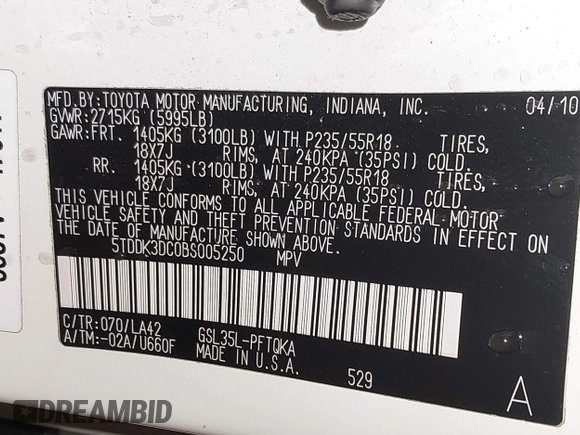 MFD.BY:TOYOTA MOTOR MANUFACTURING, INDIANA, INC. 04/10
GVWR:2715KG (5995LB)
GAWR:FRT. 1405KG (3100LB) WITH P235/55R18 TIRES,
18X7J RIMS, AT 240KPA (35PSI) COLD.
RR. 1405KG (3100LB) WITH P235/55R18 TIRES,
18X7J RIMS, AT 240KPA (35PSI) COLD.
THIS VEHICLE CONFORMS TO ALL APPLICABLE FEDERAL MOTOR
VEHICLE SAFETY AND THEFT PREVENTION STANDARDS IN EFFECT ON
THE DATE OF MANUFACTURE SHOWN ABOVE.
5TDDK3DC0BS005250 MPV
C/TR:070/LA42 GSL35L-PFTQKA
A/TM:-02A/U660F MADE IN U.S.A.
529 A
DREAMBID